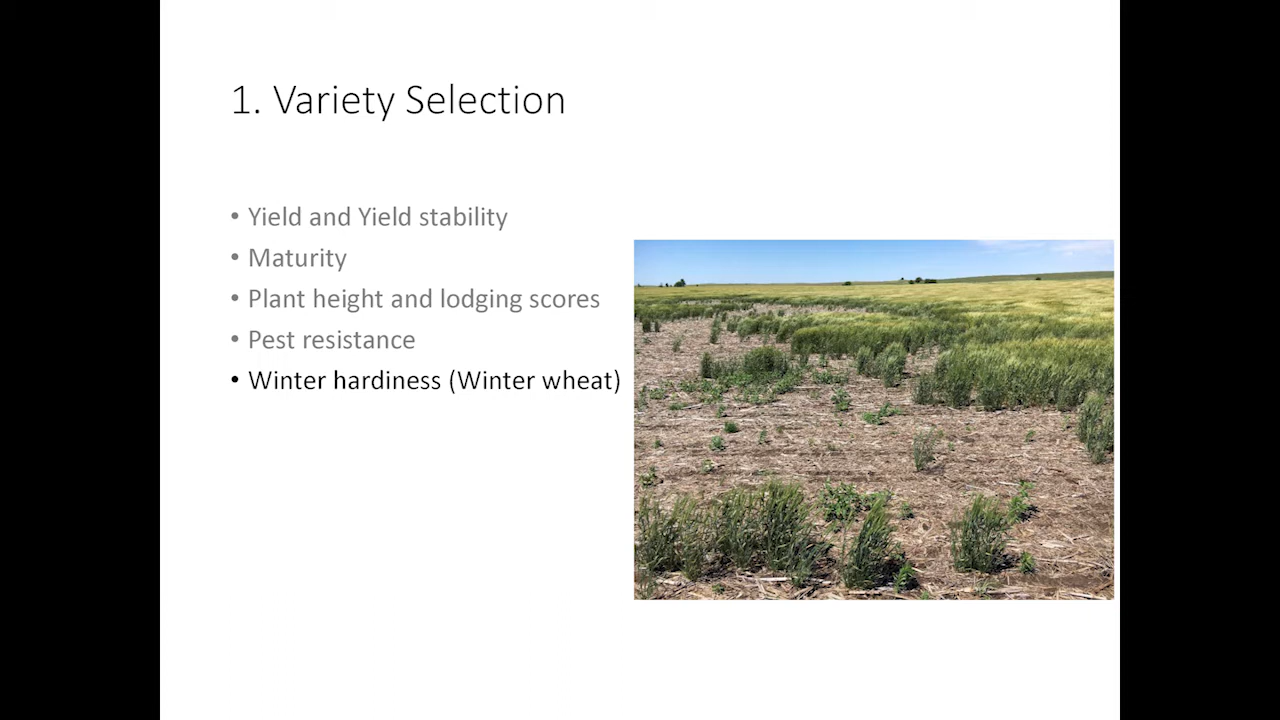 1. Variety Selection
• Yield and Yield stability
• Maturity
• Plant height and lodging scores
• Pest resistance
• Winter hardiness (Winter wheat)